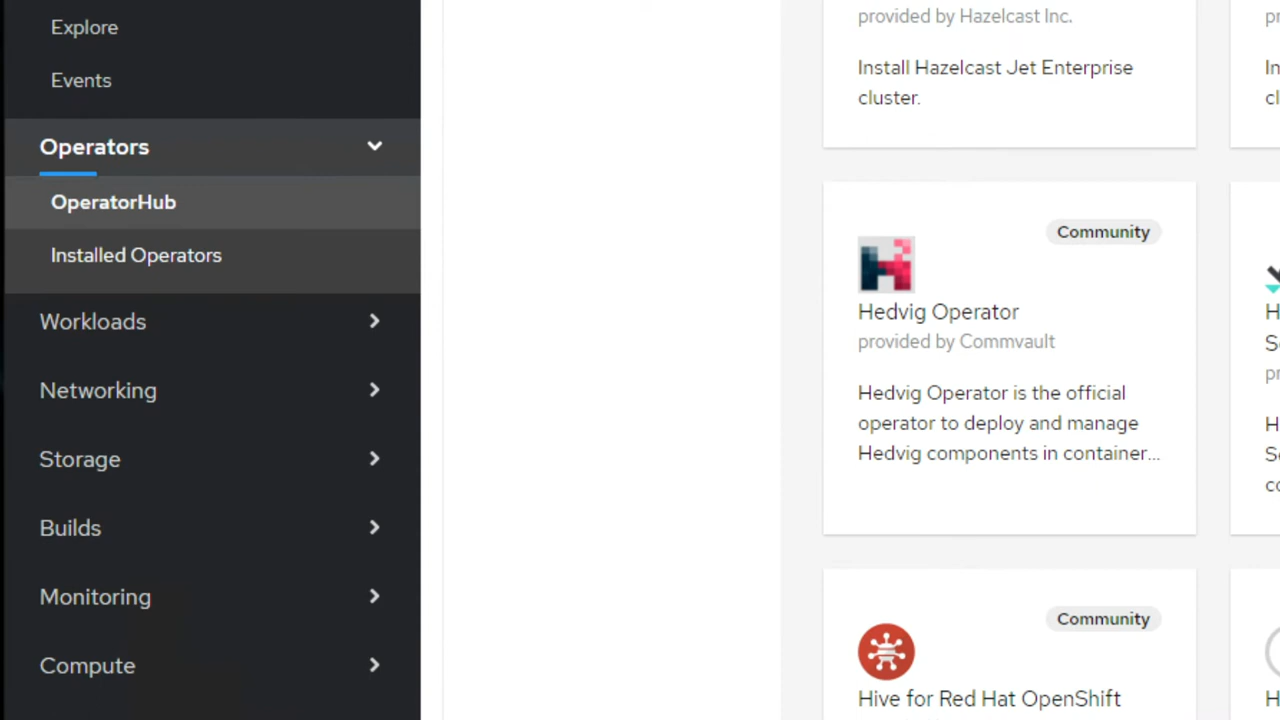 Explore
Events
Operators
OperatorHub
Installed Operators
Workloads
Networking
Storage
Builds
Monitoring
Compute
provided by Hazelcast Inc.
Install Hazelcast Jet Enterprise
cluster.
Community
Hedvig Operator
provided by Commvault
Hedvig Operator is the official
operator to deploy and manage
Hedvig components in container...
Community
Hive for Red Hat OpenShift